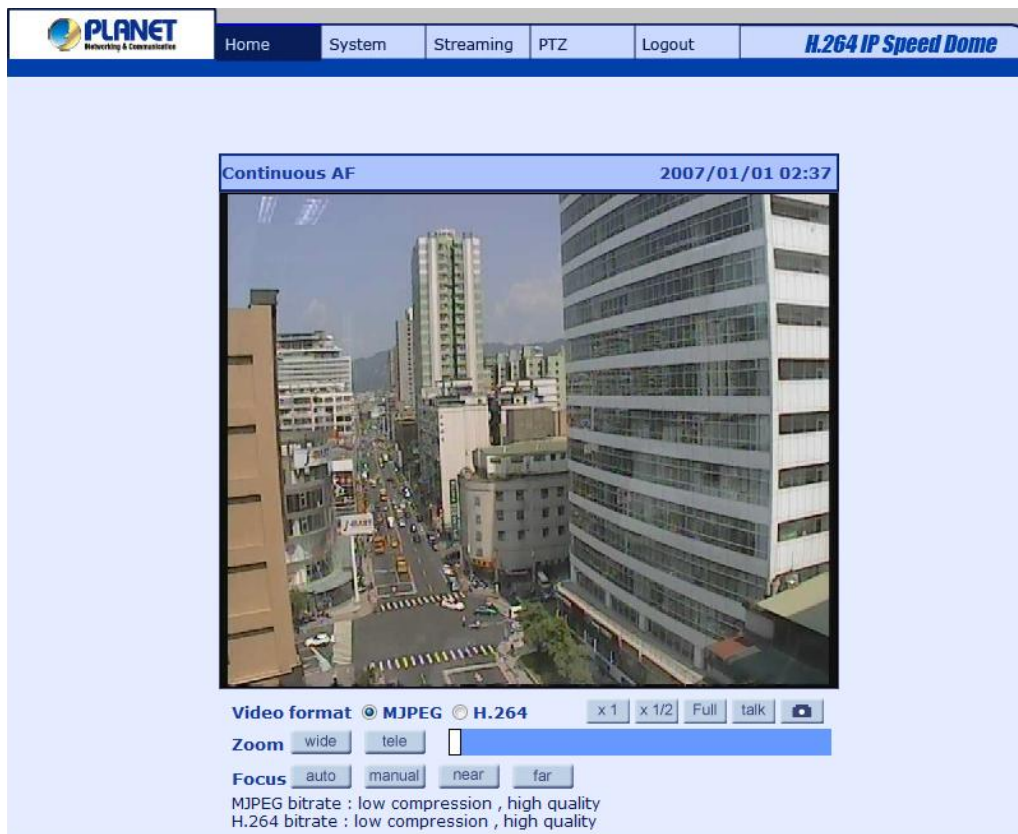 PLANET
Networking & Communication
Home System Streaming PTZ Logout H.264 IP Speed Dome
Continuous AF 2007/01/01 02:37
Video format MJPEG H.264 x 1 x 1/2 Full talk
Zoom wide tele
Focus auto manual near far
MJPEG bitrate : low compression , high quality
H.264 bitrate : low compression , high quality